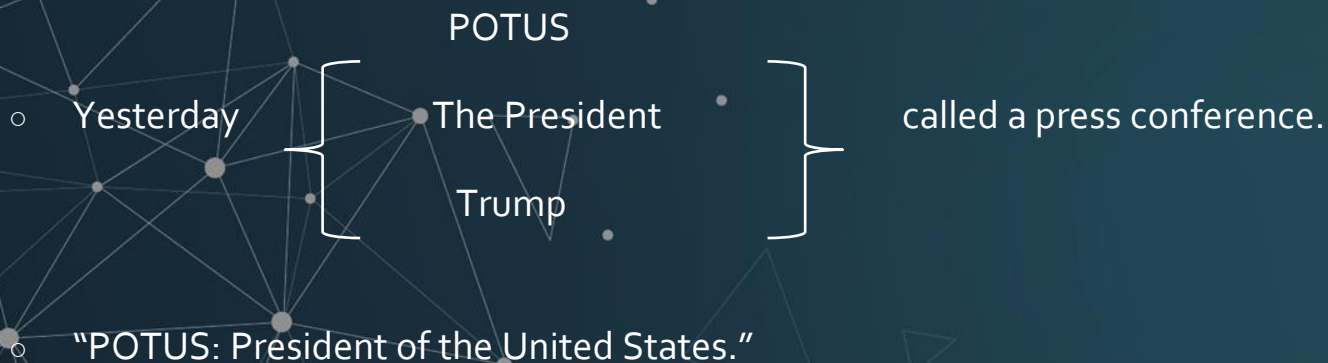 POTUS
○ Yesterday The President called a press conference.
Trump
○ “POTUS: President of the United States.”